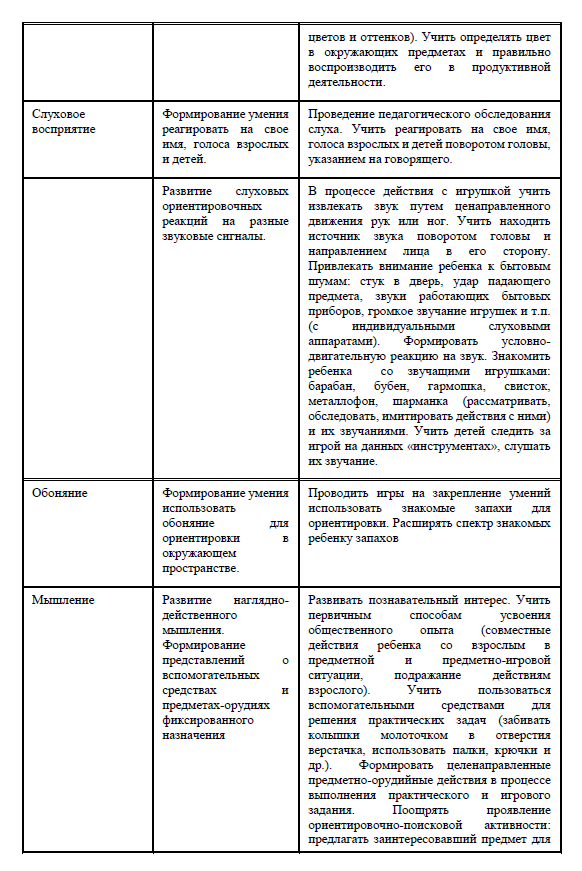 цветов и оттенков). Учить определять цвет
в окружающих предметах и правильно
воспроизводить его в продуктивной
деятельности.
Слуховое
восприятие
Формирование умения
реагировать на свое
имя, голоса взрослых
и детей.
Проведение педагогического обследования
слуха. Учить реагировать на свое имя,
голоса взрослых и детей поворотом головы,
указанием на говорящего.
Развитие слуховых
ориентировочных
реакций на разные
звуковые сигналы.
В процессе действия с игрушкой учить
извлекать звук путем ценаправленного
движения рук или ног. Учить находить
источник звука поворотом головы и
направлением лица в его сторону.
Привлекать внимание ребенка к бытовым
шумам: стук в дверь, удар падающего
предмета, звуки работающих бытовых
приборов, громкое звучание игрушек и т.п.
(с индивидуальными слуховыми
аппаратами). Формировать условно-
двигательную реакцию на звук. Знакомить
ребенка со звучащими игрушками:
барабан, бубен, гармошка, свисток,
металлофон, шарманка (рассматривать,
обследовать, имитировать действия с ними)
и их звучаниями. Учить детей следить за
игрой на данных «инструментах», слушать
их звучание.
Обоняние
Формирование умения
использовать
обоняние для
ориентировки в
окружающем
пространстве.
Проводить игры на закрепление умений
использовать знакомые запахи для
ориентировки. Расширять спектр знакомых
ребенку запахов
Мышление
Развитие наглядно-
действенного
мышления.
Формирование
представлений о
вспомогательных
средствах и
предметах-орудиях
фиксированного
назначения
Развивать познавательный интерес. Учить
первичным способам усвоения
общественного опыта (совместные
действия ребенка со взрослым в
предметной и предметно-игровой
ситуации, подражание действиям
взрослого). Учить пользоваться
вспомогательными средствами для
решения практических задач (забивать
колышки молоточком в отверстия
верстачка, использовать палки, крючки и
др.). Формировать целенаправленные
предметно-орудийные действия в процессе
выполнения практического и игрового
задания. Поощрять проявление
ориентировочно-поисковой активности:
предлагать заинтересовавший предмет для